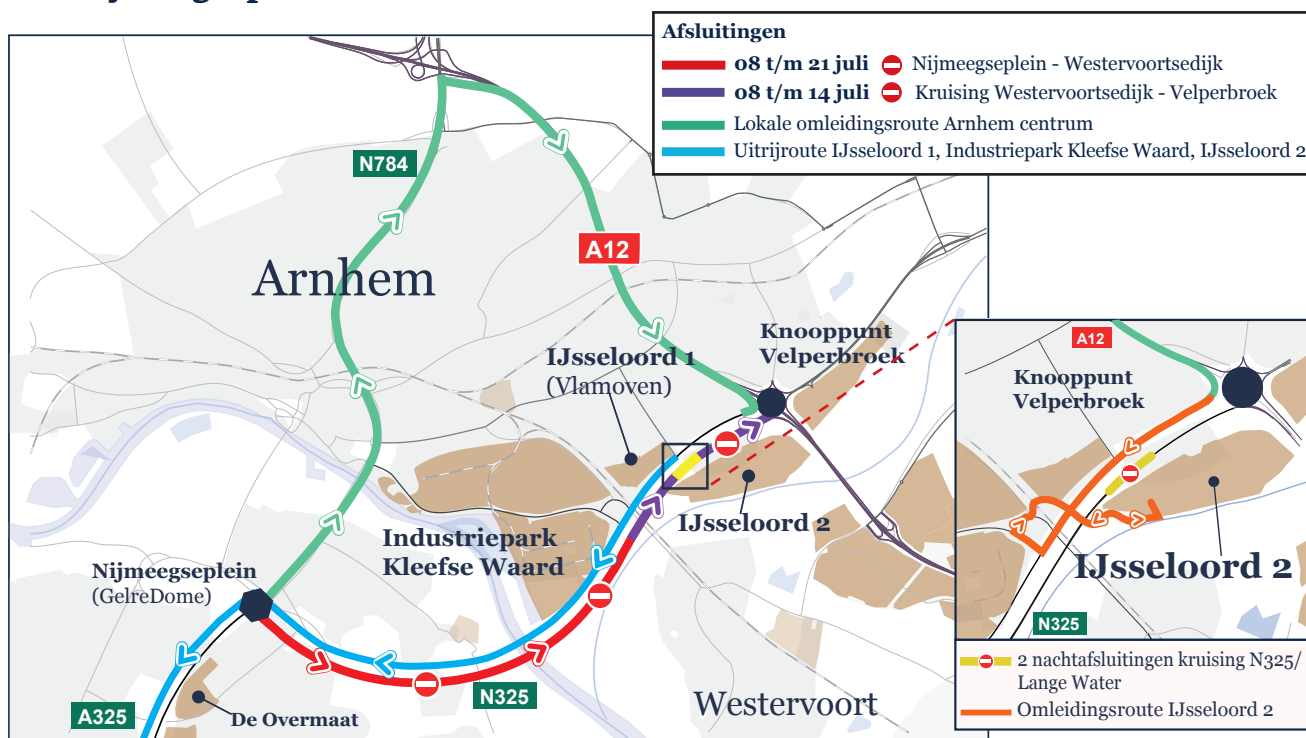 Afsluitingen
08 t/m 21 juli Nijmeegseplein - Westervoortsedijk
08 t/m 14 juli Kruising Westervoortsedijk - Velperbroek
Lokale omleidingsroute Arnhem centrum
Uitrijroute IJsseloord 1, Industriepark Kleefse Waard, IJsseloord 2
N784
A12
Arnhem
Knooppunt
Velperbroek
IJsseloord 1
(Vlamoven)
IJsseloord 2
Industriepark
Kleefse Waard
Nijmeegseplein
(GelreDome)
A325
De Overmaat
N325
Westervoort
A12
Knooppunt
Velperbroek
IJsseloord 2
N325
2 nachtafsluitingen kruising N325/
Lange Water
Omleidingsroute IJsseloord 2